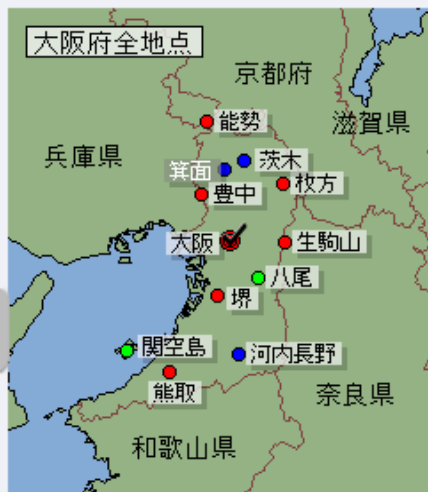 大阪府全地点
京都府
滋賀県
兵庫県
能勢
茨木
箕面
枚方
豊中
大阪
生駒山
八尾
堺
関空島
河内長野
熊取
奈良県
和歌山県